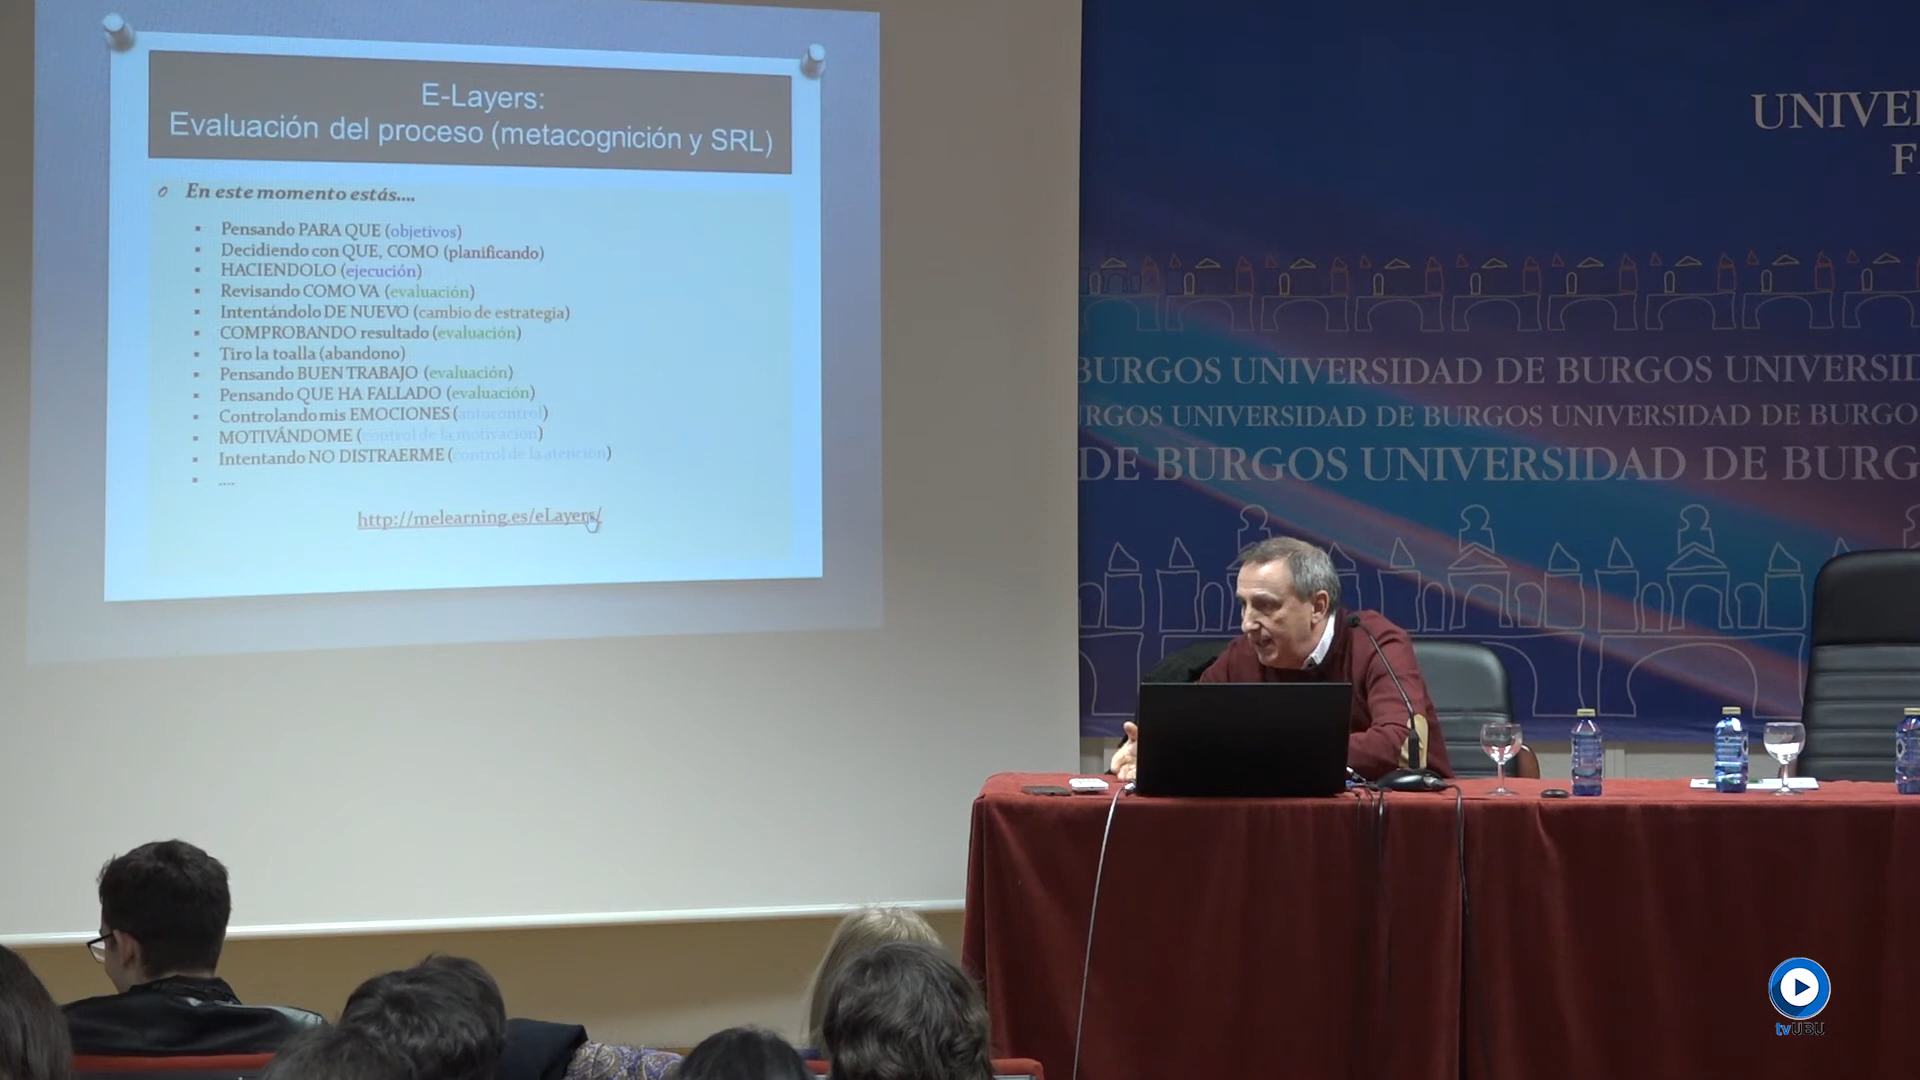 E-Layers:
Evaluación del proceso (metacognición y SRL)
o En este momento estás....
▪ Pensando PARA QUE (objetivos)
▪ Decidiendo con QUE, COMO (planificando)
▪ HACIENDOLO (ejecución)
▪ Revisando COMO VA (evaluación)
▪ Intentándolo DE NUEVO (cambio de estrategia)
▪ COMPROBANDO resultado (evaluación)
▪ Tiro la toalla (abandono)
▪ Pensando BUEN TRABAJO (evaluación)
▪ Pensando QUE HA FALLADO (evaluación)
▪ Controlando mis EMOCIONES (autocontrol)
▪ MOTIVÁNDOME (control de la motivación)
▪ Intentando NO DISTRAERME (control de la atención)
▪ ....
http://melearning.es/eLayers/
UNIVE
F
BURGOS UNIVERSIDAD DE BURGOS UNIVERSID
URGOS UNIVERSIDAD DE BURGOS UNIVERSIDAD DE BURGO
DE BURGOS UNIVERSIDAD DE BURG
tvUBU